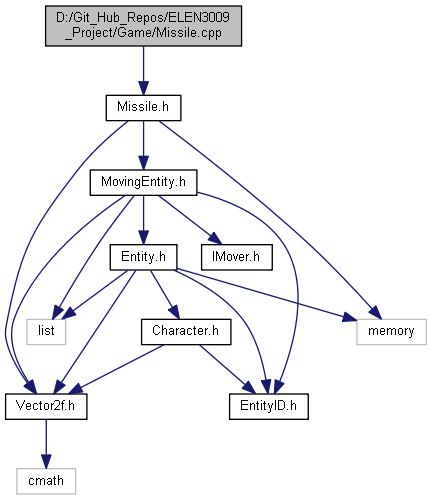 D:/Git_Hub_Repos/ELEN3009
_Project/Game/Missile.cpp
Missile.h
MovingEntity.h
Entity.h
IMover.h
list
Character.h
memory
Vector2f.h
EntityID.h
cmath